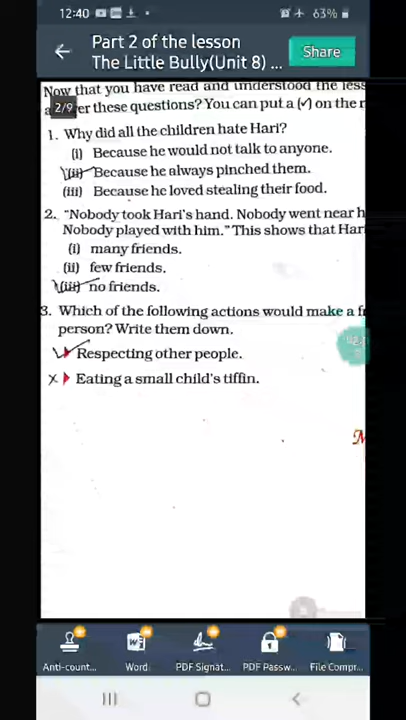 12:40
63%
Part 2 of the lesson
The Little Bully(Unit 8) ...
Share
Now that you have read and understood the less
2/9
er these questions? You can put a (✓) on the r
1. Why did all the children hate Hari?
(i) Because he would not talk to anyone.
(ii) Because he always pinched them.
(iii) Because he loved stealing their food.
2. “Nobody took Hari's hand. Nobody went near h
Nobody played with him.” This shows that Har
(i) many friends.
(ii) few friends.
(iii) no friends.
3. Which of the following actions would make a f
person? Write them down.
Respecting other people.
x Eating a small child's tiffin.
M
Anti-count...
Word
PDF Signat...
PDF Passw...
File Compr...